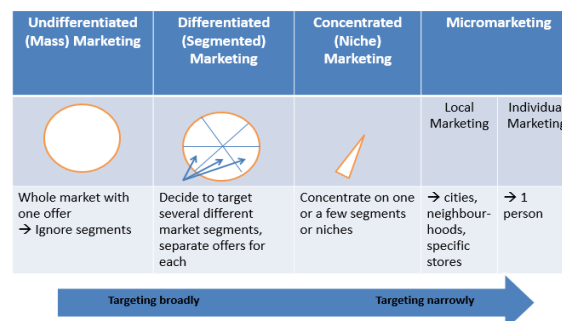 Undifferentiated
(Mass) Marketing
Differentiated
(Segmented)
Marketing
Concentrated
(Niche)
Marketing
Micromarketing
Local
Marketing
Individua
Marketing
Whole market with
one offer
→ Ignore segments
Decide to target
several different
market segments,
separate offers for
each
Concentrate on one
or a few segments
or niches
→ cities,
neighbour-
hoods,
specific
stores
→ 1
person
Targeting broadly
Targeting narrowly